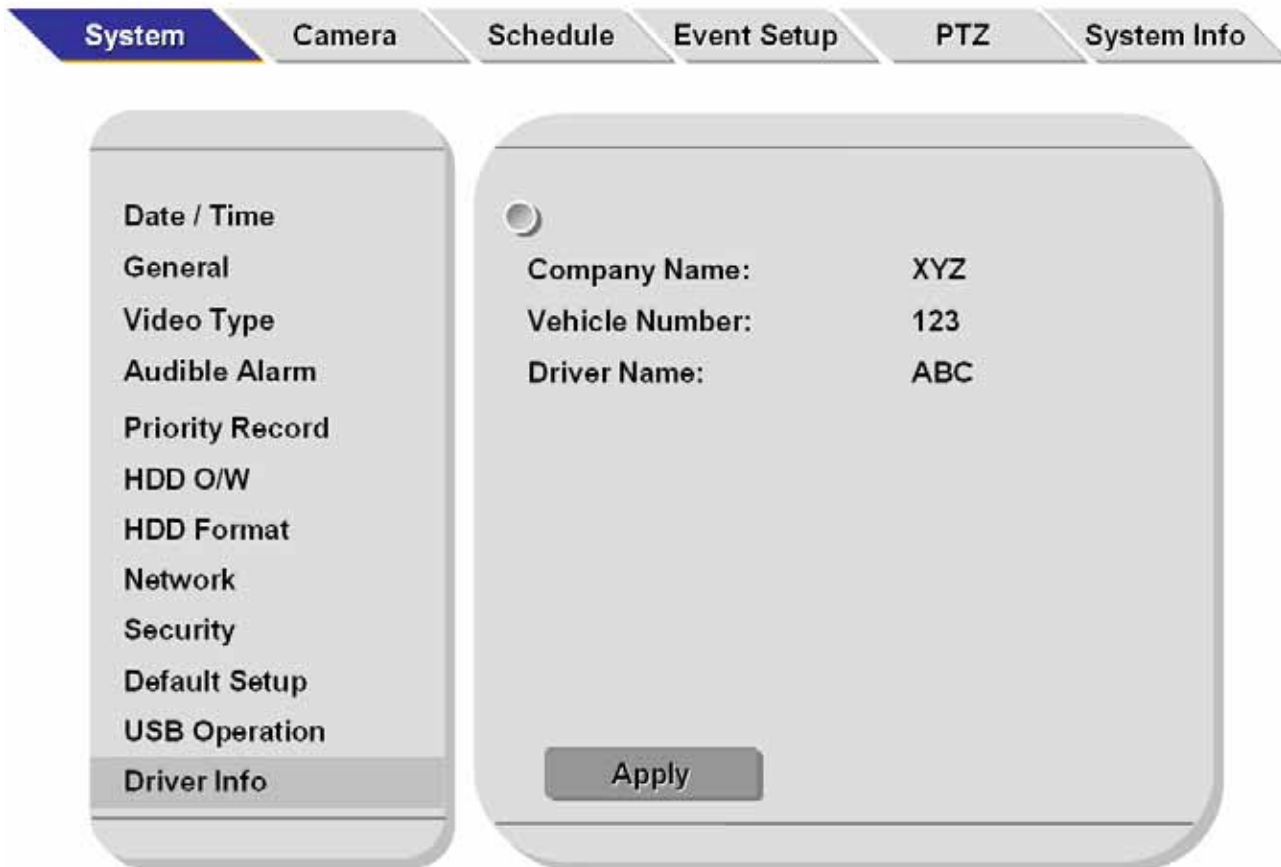 System Camera Schedule Event Setup PTZ System Info
Date / Time
General
Video Type
Audible Alarm
Priority Record
HDD O/W
HDD Format
Network
Security
Default Setup
USB Operation
Driver Info
Company Name: XYZ
Vehicle Number: 123
Driver Name: ABC
Apply